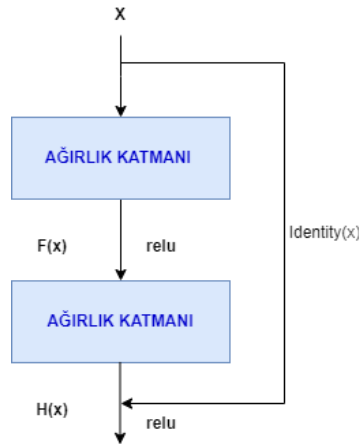 X
AĞIRLIK KATMANI
Identity(x)
F(x) relu
AĞIRLIK KATMANI
H(x) relu